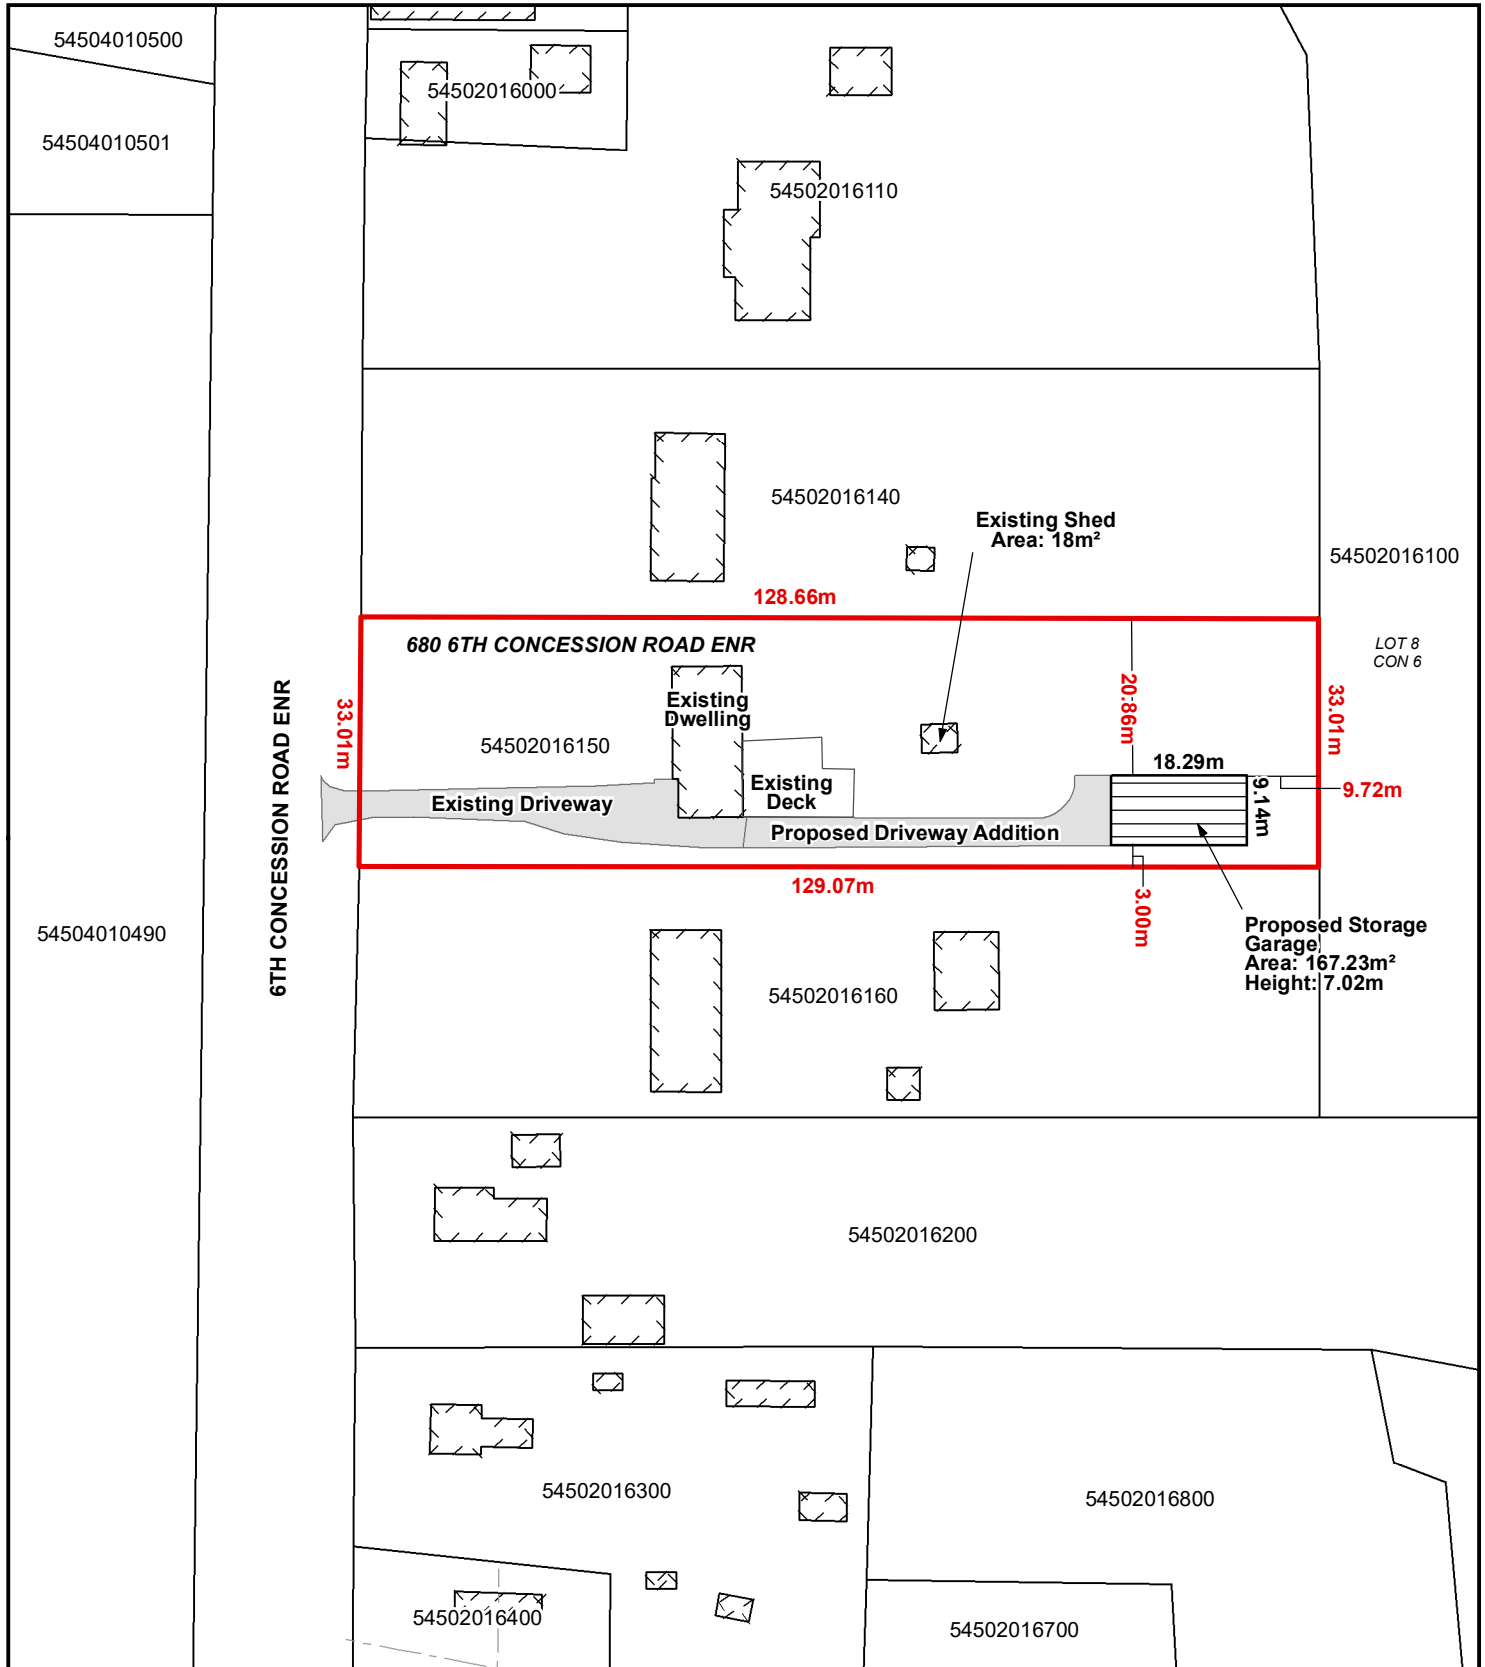 54504010500
54502016000
54504010501
54502016110
54502016140
Existing Shed
Area: 18m²
54502016100
128.66m
680 6TH CONCESSION ROAD ENR
LOT 8
CON 6
33.01m
Existing
Dwelling
20.86m
33.01m
6TH CONCESSION ROAD ENR
54502016150
18.29m
Existing
Deck
9.72m
9.14m
Existing Driveway
Proposed Driveway Addition
129.07m
3.00m
54504010490
Proposed Storage
Garage
Area: 167.23m²
Height: 7.02m
54502016160
54502016200
54502016300
54502016800
54502016400
54502016700